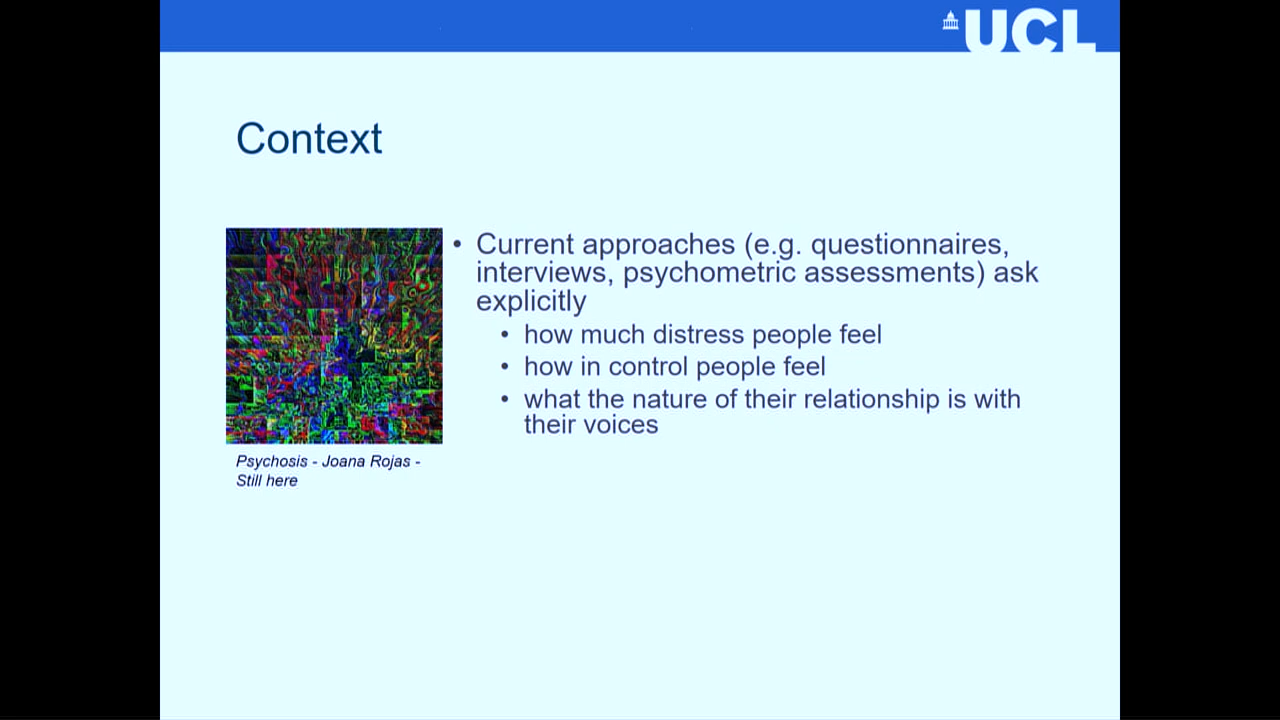 UCL
Context
• Current approaches (e.g. questionnaires,
interviews, psychometric assessments) ask
explicitly
• how much distress people feel
• how in control people feel
• what the nature of their relationship is with
their voices
Psychosis - Joana Rojas -
Still here